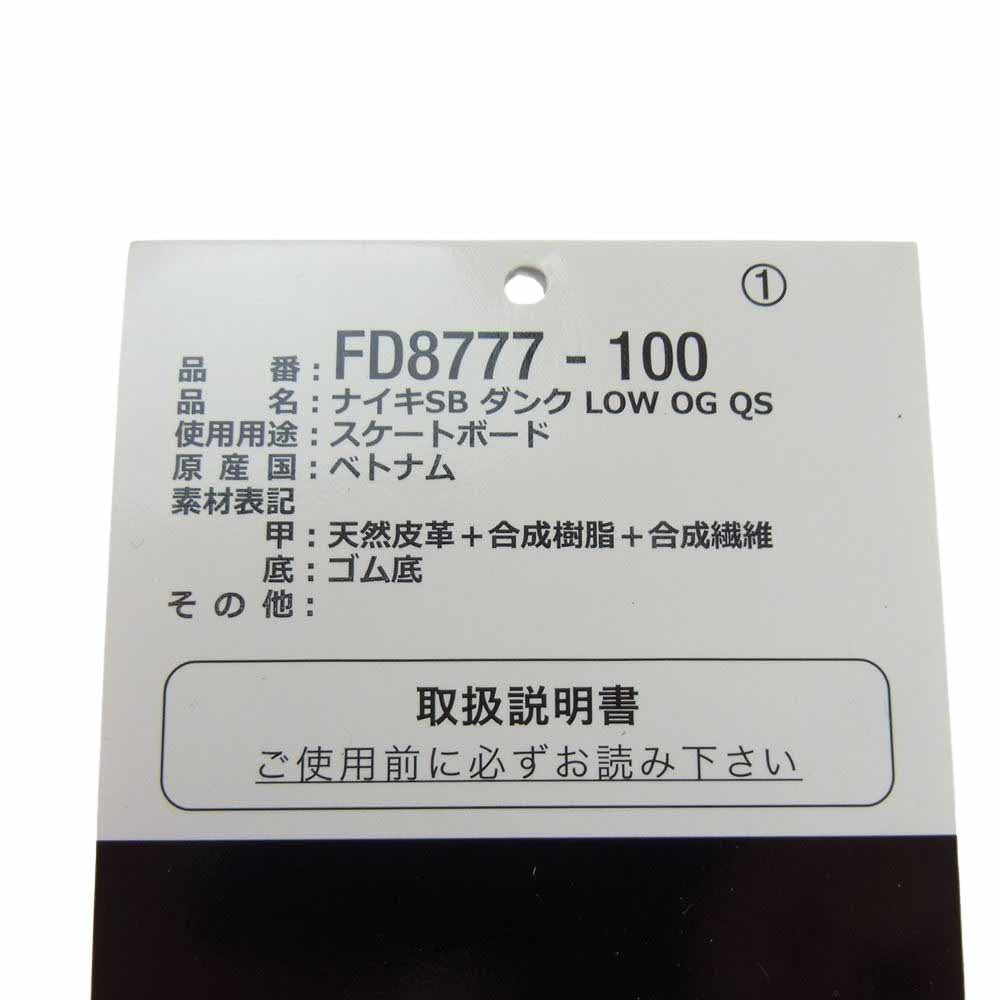 ①
品番:FD8777-100
品名:ナイキSB ダンク LOW OG QS
使用用途:スケートボード
原産国:ベトナム
素材表記
甲:天然皮革+合成樹脂+合成繊維
底:ゴム底
その他:
取扱説明書
ご使用前に必ずお読み下さい